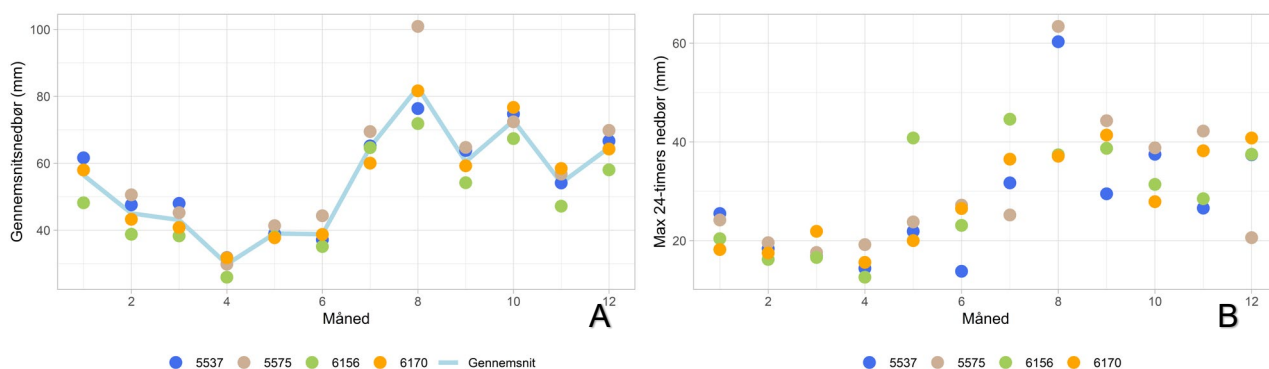 Gennemsnitsnedbør (mm)
100
80
60
40
2 4 6 8 10 12
Måned
A
5537 5575 6156 6170 Gennemsnit
Max 24-timers nedbør (mm)
60
40
20
2 4 6 8 10 12
Måned
B
5537 5575 6156 6170